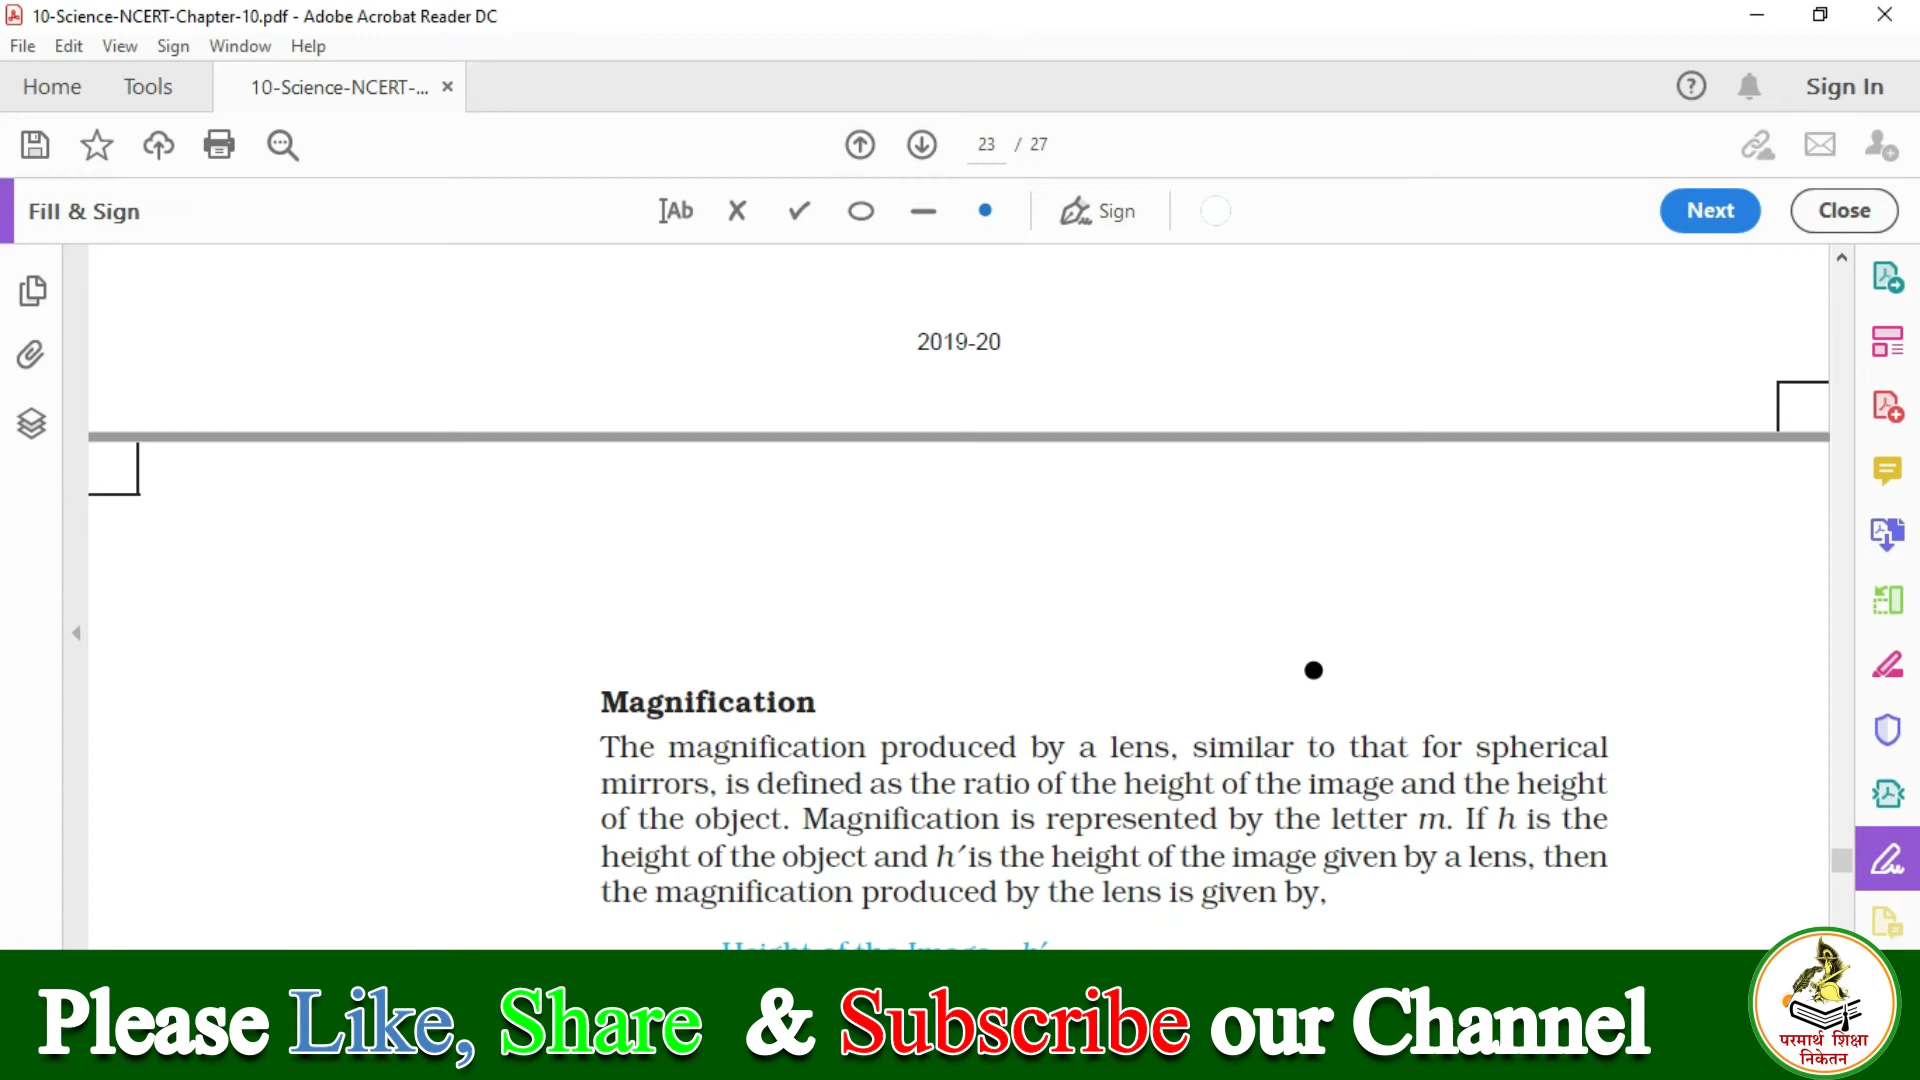 10-Science-NCERT-Chapter-10.pdf - Adobe Acrobat Reader DC
File Edit View Sign Window Help
Home Tools 10-Science-NCERT-... × Sign In
23 / 27
Fill & Sign IAb Sign Next Close
2019-20
Magnification
The magnification produced by a lens, similar to that for spherical
mirrors, is defined as the ratio of the height of the image and the height
of the object. Magnification is represented by the letter m. If h is the
height of the object and h′ is the height of the image given by a lens, then
the magnification produced by the lens is given by,
Height of the Image h′
Please Like, Share & Subscribe our Channel
परमार्थ शिक्षा
निकेतन